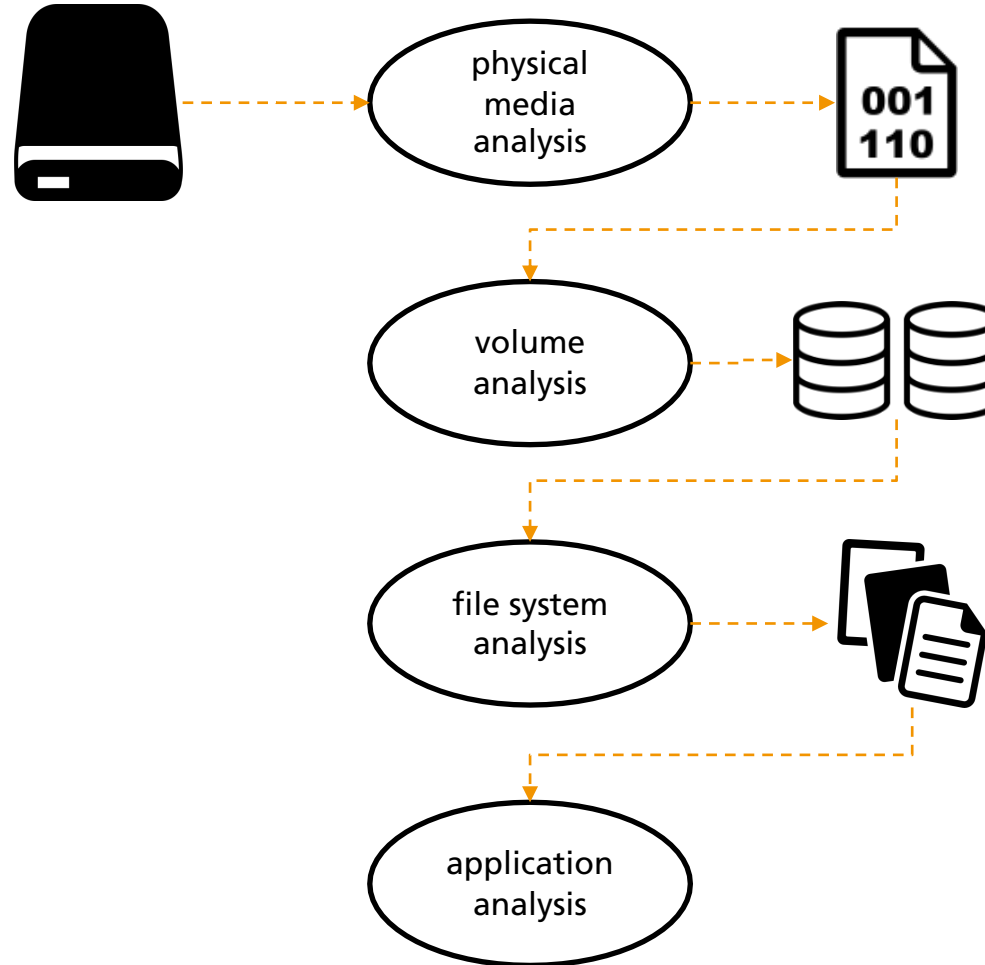 physical
media
analysis
001
110
volume
analysis
file system
analysis
application
analysis